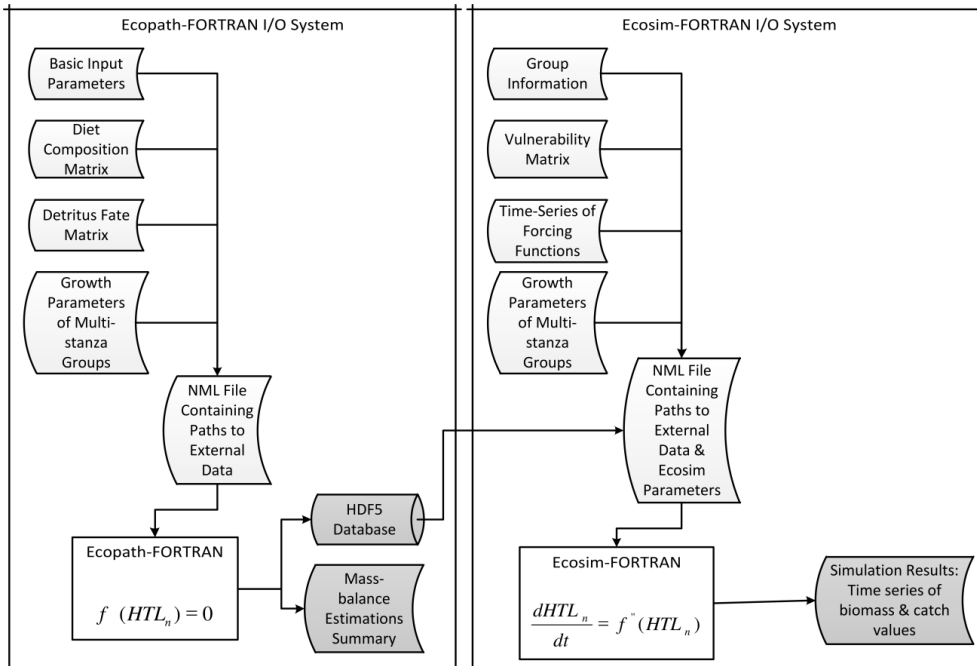 Ecopath-FORTRAN I/O System
Basic Input
Parameters
Diet
Composition
Matrix
Detritus Fate
Matrix
Growth
Parameters
of Multi-
stanza
Groups
NML File
Containing
Paths to
External
Data
Ecopath-FORTRAN
f (HTLₙ) = 0
HDF5
Database
Mass-
balance
Estimations
Summary
Ecosim-FORTRAN I/O System
Group
Information
Vulnerability
Matrix
Time-Series of
Forcing
Functions
Growth
Parameters
of Multi-
stanza
Groups
NML File
Containing
Paths to
External
Data &
Ecosim
Parameters
Ecosim-FORTRAN
dHTLₙ/dt = f " (HTLₙ)
Simulation Results:
Time series of
biomass & catch
values